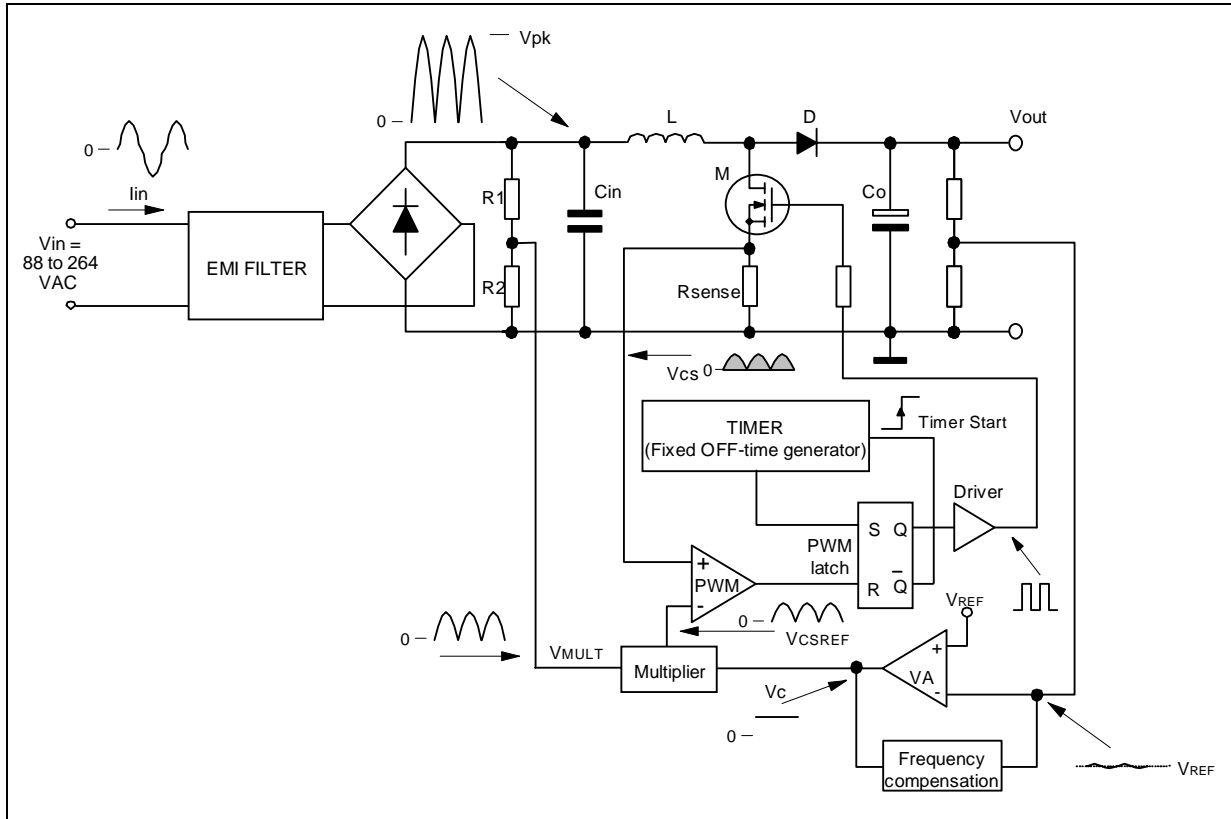 Vpk
0
0
Iin
Vin =
88 to 264
VAC
EMI FILTER
R1
R2
Cin
L
D
M
Rsense
Co
Vout
Vcs
0
TIMER
(Fixed OFF-time generator)
Timer Start
Driver
S
Q
R
Q
PWM
latch
+
PWM
-
0
VCSREF
0
VMULT
Multiplier
Vc
0
VREF
+
VA
-
Frequency
compensation
VREF